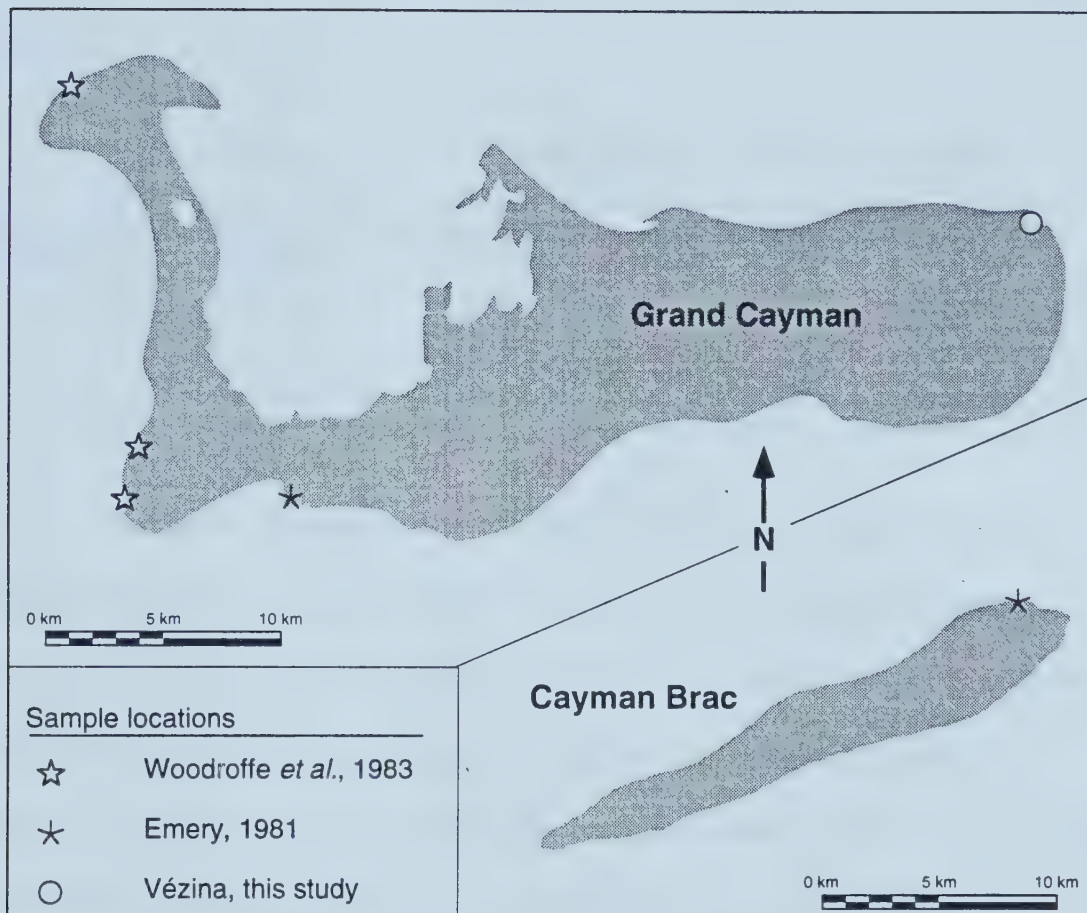 Grand Cayman
N
0 km 5 km 10 km
Cayman Brac
Sample locations
Woodroffe et al., 1983
Emery, 1981
Vézina, this study
0 km 5 km 10 km